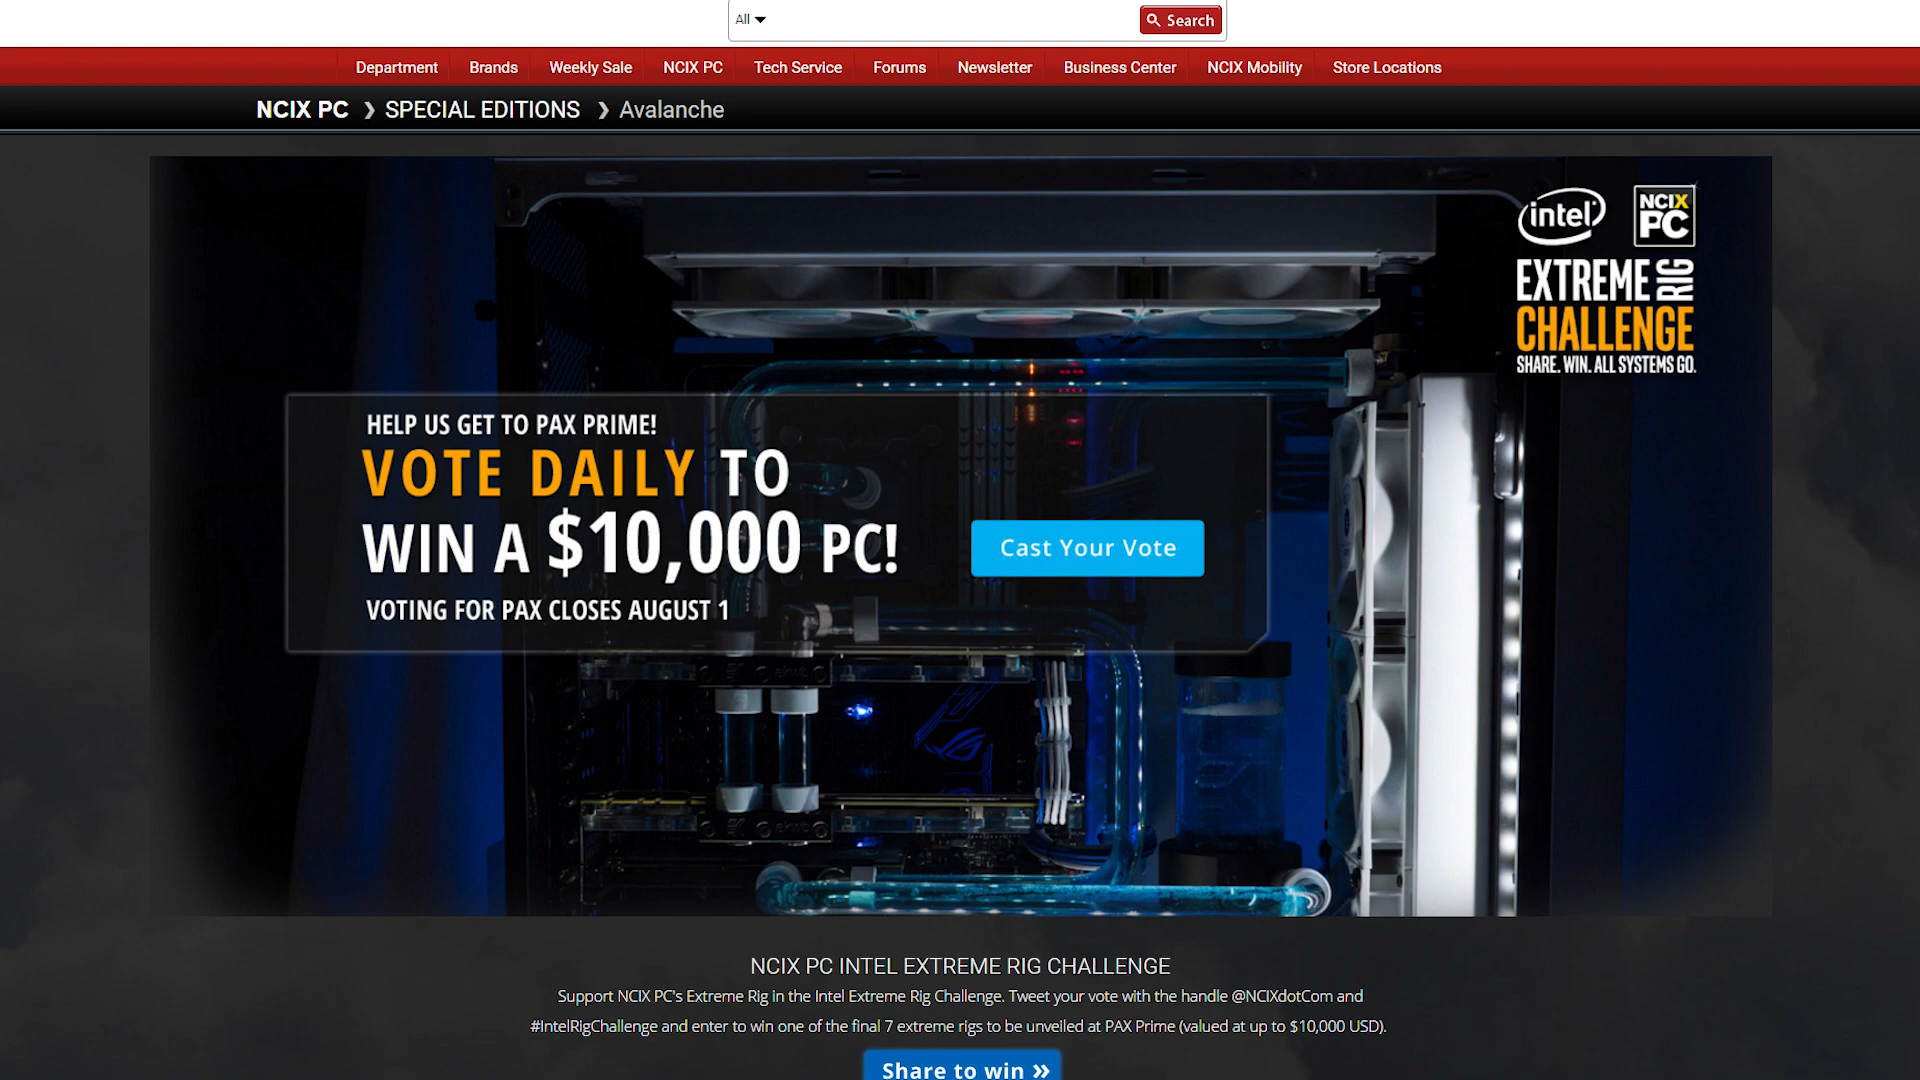 All
Search
Department Brands Weekly Sale NCIX PC Tech Service Forums Newsletter Business Center NCIX Mobility Store Locations
NCIX PC ❯ SPECIAL EDITIONS ❯ Avalanche
intel NCIX PC
EXTREME RIG
CHALLENGE
SHARE. WIN. ALL SYSTEMS GO.
HELP US GET TO PAX PRIME!
VOTE DAILY TO
WIN A $10,000 PC!
Cast Your Vote
VOTING FOR PAX CLOSES AUGUST 1
NCIX PC INTEL EXTREME RIG CHALLENGE
Support NCIX PC's Extreme Rig in the Intel Extreme Rig Challenge. Tweet your vote with the handle @NCIXdotCom and
#IntelRigChallenge and enter to win one of the final 7 extreme rigs to be unveiled at PAX Prime (valued at up to $10,000 USD).
Share to win »